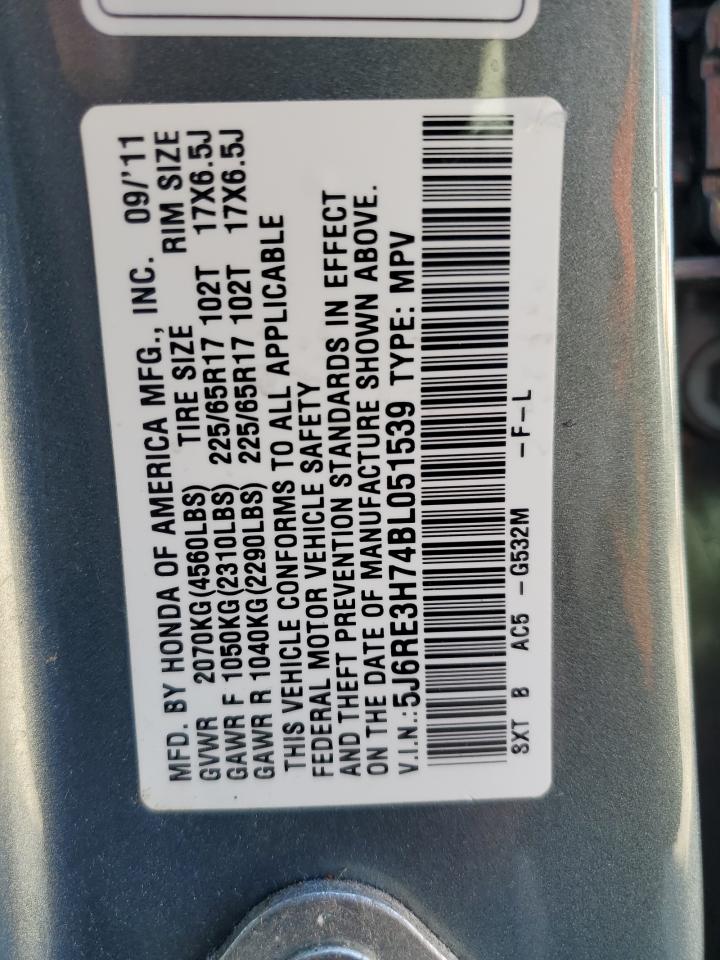 MFD. BY HONDA OF AMERICA MFG., INC. 09/'11
GVWR 2070KG(4560LBS) TIRE SIZE RIM SIZE
GAWR F 1050KG(2310LBS) 225/65R17 102T 17X6.5J
GAWR R 1040KG(2290LBS) 225/65R17 102T 17X6.5J
THIS VEHICLE CONFORMS TO ALL APPLICABLE
FEDERAL MOTOR VEHICLE SAFETY
AND THEFT PREVENTION STANDARDS IN EFFECT
ON THE DATE OF MANUFACTURE SHOWN ABOVE.
V.I.N.:5J6RE3H74BL051539 TYPE: MPV
SXT B AC5 -G532M -F-L